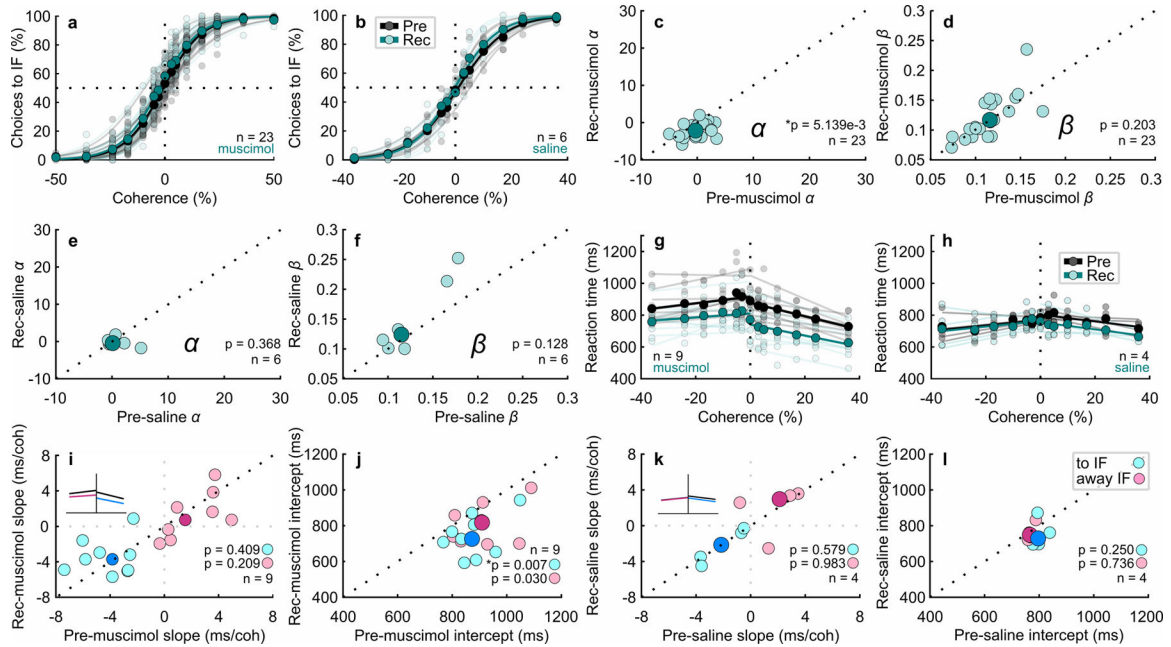 a
Choices to IF (%)
100
80
60
40
20
0
-50
0
50
Coherence (%)
n = 23
muscimol
b
Choices to IF (%)
100
80
60
40
20
0
-40
-20
0
20
40
Coherence (%)
Pre
Rec
n = 6
saline
c
Rec-muscimol α
30
20
10
0
-10
-10
0
10
20
30
Pre-muscimol α
α
*p = 5.139e-3
n = 23
d
Rec-muscimol β
0.3
0.25
0.2
0.15
0.1
0.05
0.05
0.1
0.15
0.2
0.25
0.3
Pre-muscimol β
β
p = 0.203
n = 23
e
Rec-saline α
30
20
10
0
-10
-10
0
10
20
30
Pre-saline α
α
p = 0.368
n = 6
f
Rec-saline β
0.3
0.25
0.2
0.15
0.1
0.05
0.05
0.1
0.15
0.2
0.25
0.3
Pre-saline β
β
p = 0.128
n = 6
g
Reaction time (ms)
1200
1000
800
600
400
-40
-20
0
20
40
Coherence (%)
n = 9
muscimol
h
Reaction time (ms)
1200
1000
800
600
400
-40
-20
0
20
40
Coherence (%)
Pre
Rec
n = 4
saline
i
Rec-muscimol slope (ms/coh)
8
4
0
-4
-8
-8
-4
0
4
8
Pre-muscimol slope (ms/coh)
p = 0.409
p = 0.209
n = 9
j
Rec-muscimol intercept (ms)
1200
1000
800
600
400
400
600
800
1000
1200
Pre-muscimol intercept (ms)
n = 9
*p = 0.007
p = 0.030
k
Rec-saline slope (ms/coh)
8
4
0
-4
-8
-8
-4
0
4
8
Pre-saline slope (ms/coh)
p = 0.579
p = 0.983
n = 4
l
Rec-saline intercept (ms)
1200
1000
800
600
400
400
600
800
1000
1200
Pre-saline intercept (ms)
to IF
away IF
p = 0.250
p = 0.736
n = 4